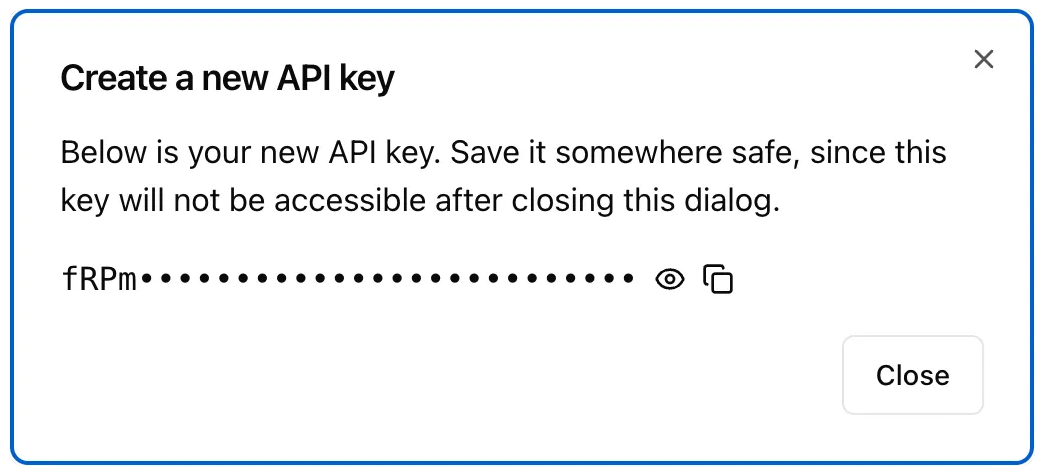 Create a new API key
Below is your new API key. Save it somewhere safe, since this
key will not be accessible after closing this dialog.
fRPm••••••••••••••••••••••••••
Close